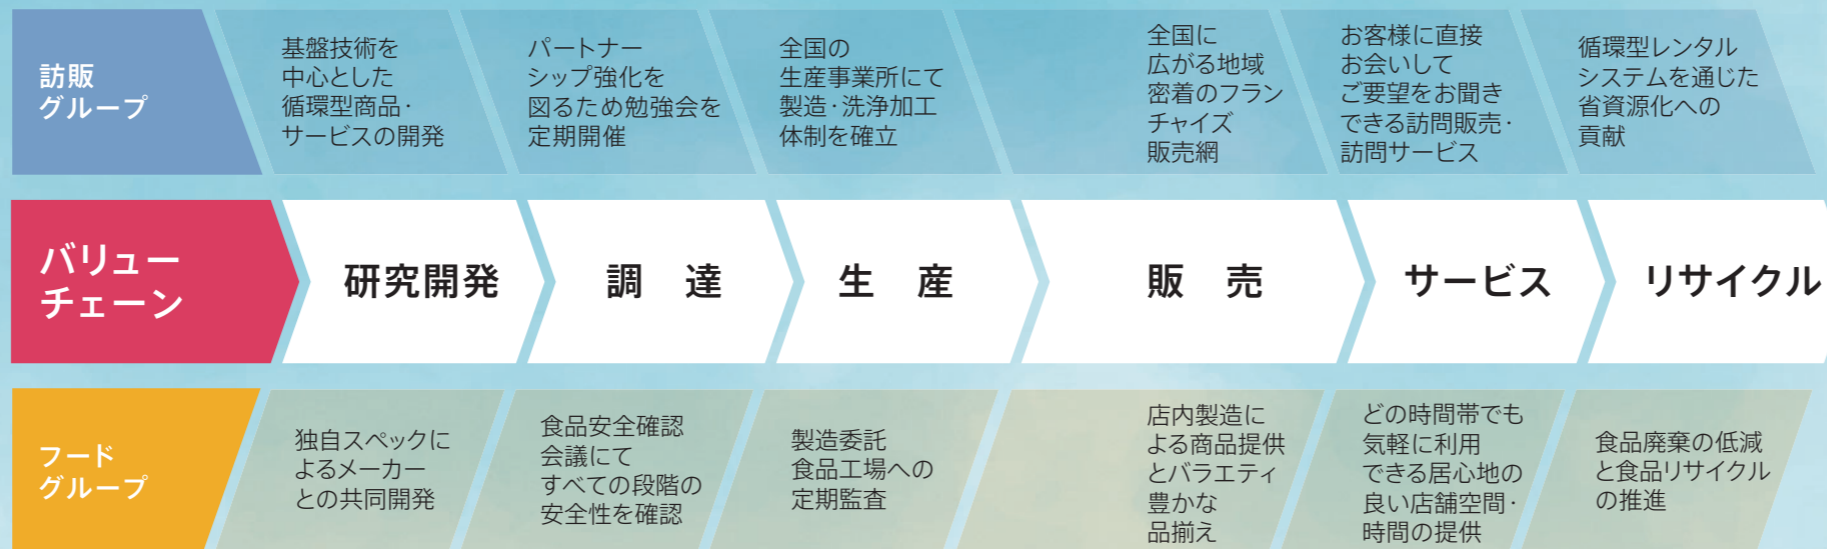 訪販
グループ
基盤技術を
中心とした
循環型商品・
サービスの開発
パートナー
シップ強化を
図るため勉強会を
定期開催
全国の
生産事業所にて
製造・洗浄加工
体制を確立
全国に
広がる地域
密着のフラン
チャイズ
販売網
お客様に直接
お会いして
ご要望をお聞き
できる訪問販売・
訪問サービス
循環型レンタル
システムを通じた
省資源化への
貢献
バリュー
チェーン
研究開発
調　達
生　産
販　売
サービス
リサイクル
フード
グループ
独自スペックに
よるメーカー
との共同開発
食品安全確認
会議にて
すべての段階の
安全性を確認
製造委託
食品工場への
定期監査
店内製造に
よる商品提供
とバラエティ
豊かな
品揃え
どの時間帯でも
気軽に利用
できる居心地の
良い店舗空間・
時間の提供
食品廃棄の低減
と食品リサイクル
の推進